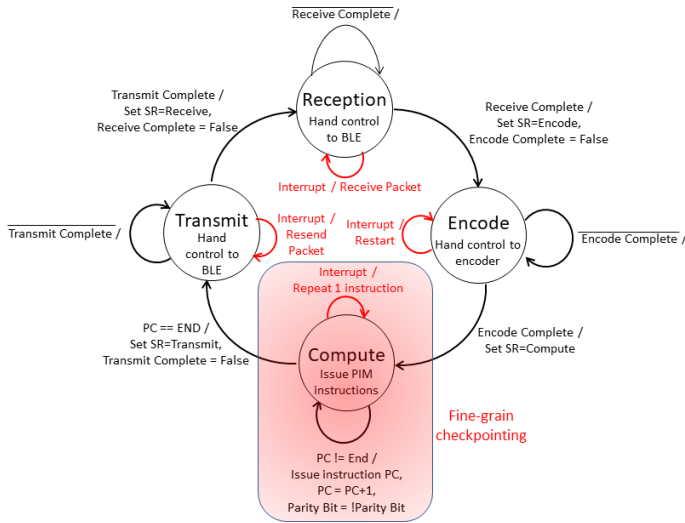 Receive Complete /
Transmit Complete /
Set SR=Receive,
Receive Complete = False
Reception
Hand control
to BLE
Receive Complete /
Set SR=Encode,
Encode Complete = False
Interrupt / Receive Packet
Transmit Complete /
Transmit
Hand
control to
BLE
Interrupt /
Resend
Packet
Interrupt /
Restart
Encode
Hand control to
encoder
Encode Complete /
Interrupt /
Repeat 1 instruction
PC == END /
Set SR=Transmit,
Transmit Complete = False
Compute
Issue PIM
instructions
Encode Complete /
Set SR=Compute
Fine-grain
checkpointing
PC != End /
Issue instruction PC,
PC = PC+1,
Parity Bit = !Parity Bit